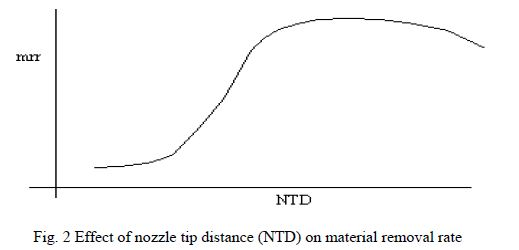 mrr
NTD
Fig. 2 Effect of nozzle tip distance (NTD) on material removal rate